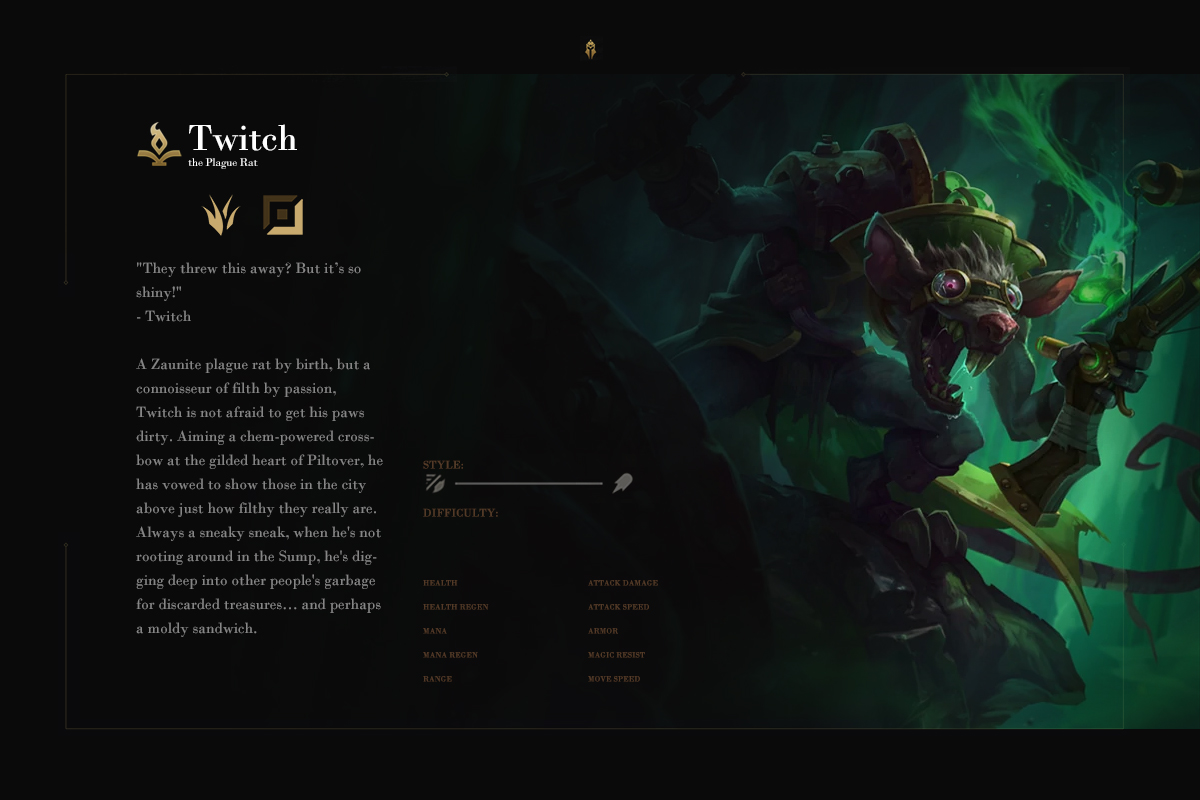 Twitch
the Plague Rat
"They threw this away? But it’s so
shiny!"
- Twitch
A Zaunite plague rat by birth, but a
connoisseur of filth by passion,
Twitch is not afraid to get his paws
dirty. Aiming a chem-powered cross-
bow at the gilded heart of Piltover, he
has vowed to show those in the city
above just how filthy they really are.
Always a sneaky sneak, when he's not
rooting around in the Sump, he's dig-
ging deep into other people's garbage
for discarded treasures... and perhaps
a moldy sandwich.
STYLE:
DIFFICULTY:
HEALTH
HEALTH REGEN
MANA
MANA REGEN
RANGE
ATTACK DAMAGE
ATTACK SPEED
ARMOR
MAGIC RESIST
MOVE SPEED